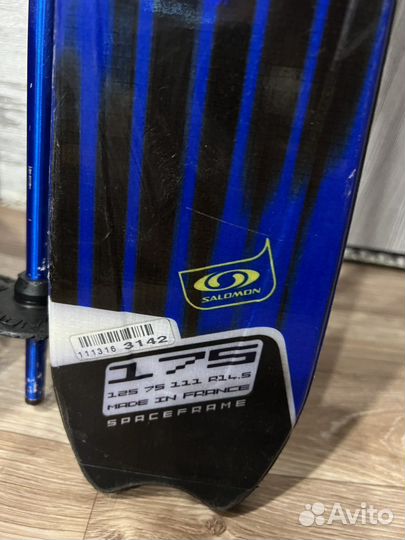 SALOMON
111316 3142
175
125 75 111 R14.5
MADE IN FRANCE
SPACEFRAME
Avito